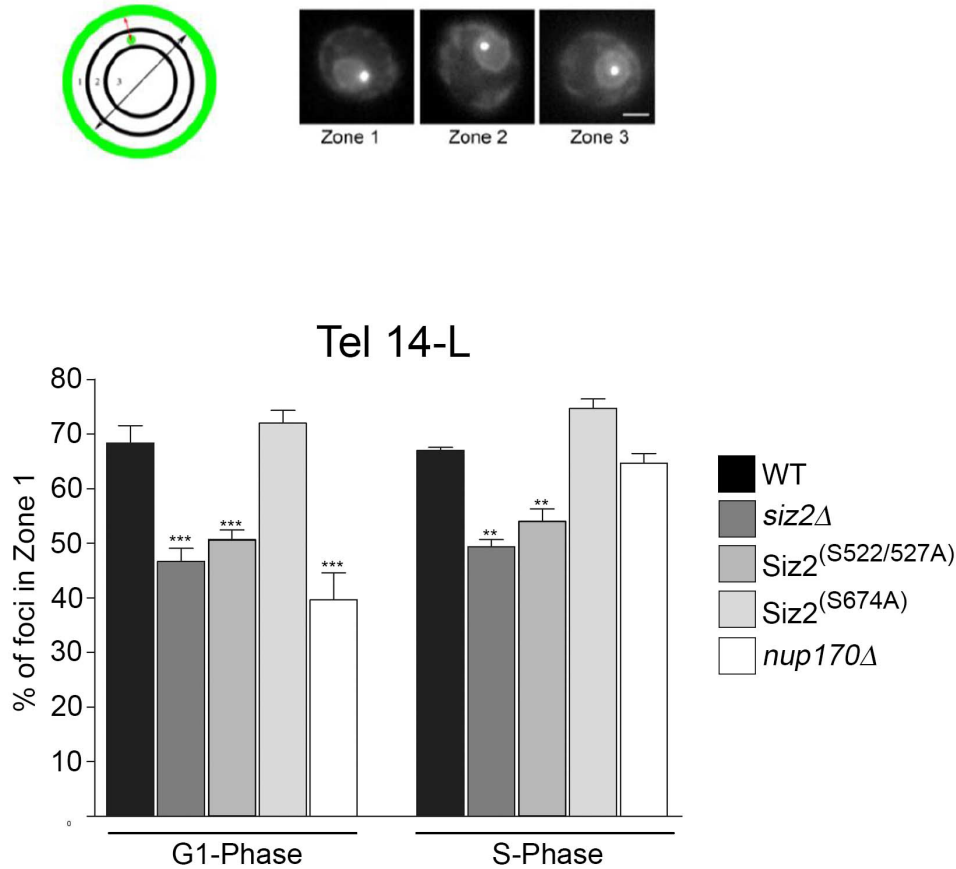 1 2 3
Zone 1 Zone 2 Zone 3
Tel 14-L
% of foci in Zone 1
80
70
60
50
40
30
20
10
0
*** *** ***
** **
G1-Phase S-Phase
WT
siz2Δ
Siz2(S522/527A)
Siz2(S674A)
nup170Δ